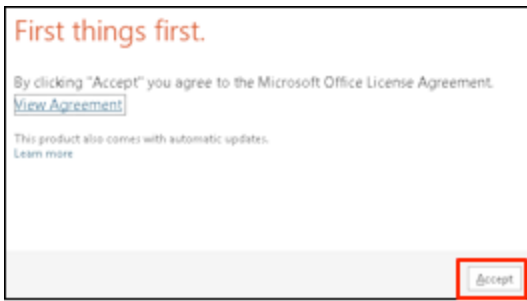 First things first.
By clicking "Accept" you agree to the Microsoft Office License Agreement.
View Agreement
This product also comes with automatic updates.
Learn more
Accept